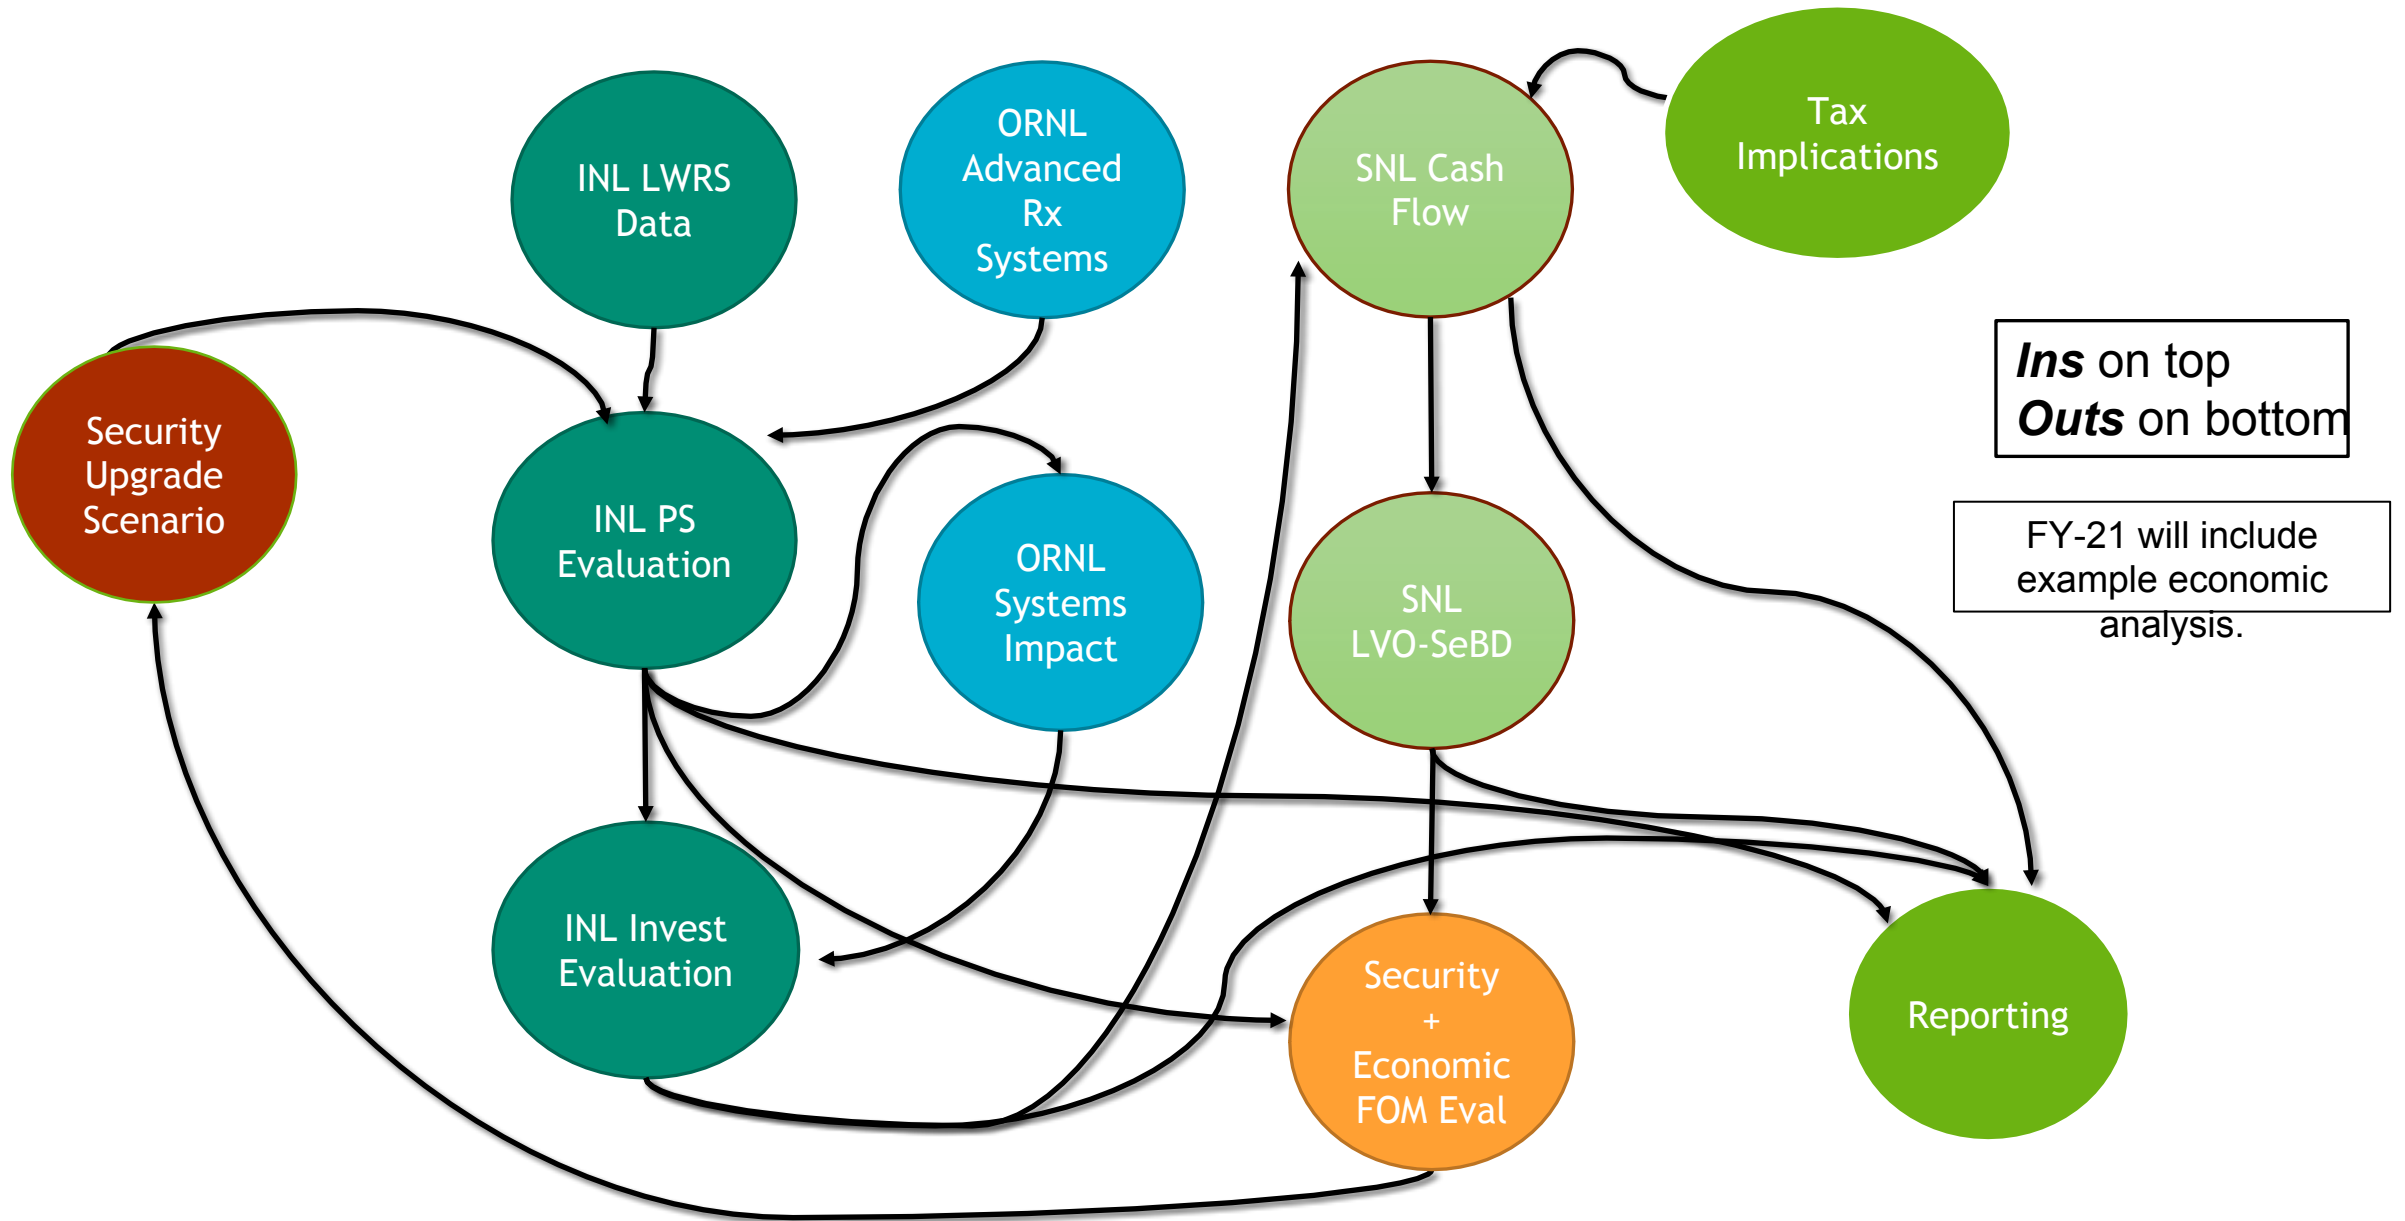 INL LWRS
Data
ORNL
Advanced
Rx
Systems
SNL Cash
Flow
Tax
Implications
Ins on top
Outs on bottom
Security
Upgrade
Scenario
INL PS
Evaluation
ORNL
Systems
Impact
SNL
LVO-SeBD
FY-21 will include
example economic
analysis.
INL Invest
Evaluation
Security
+
Economic
FOM Eval
Reporting